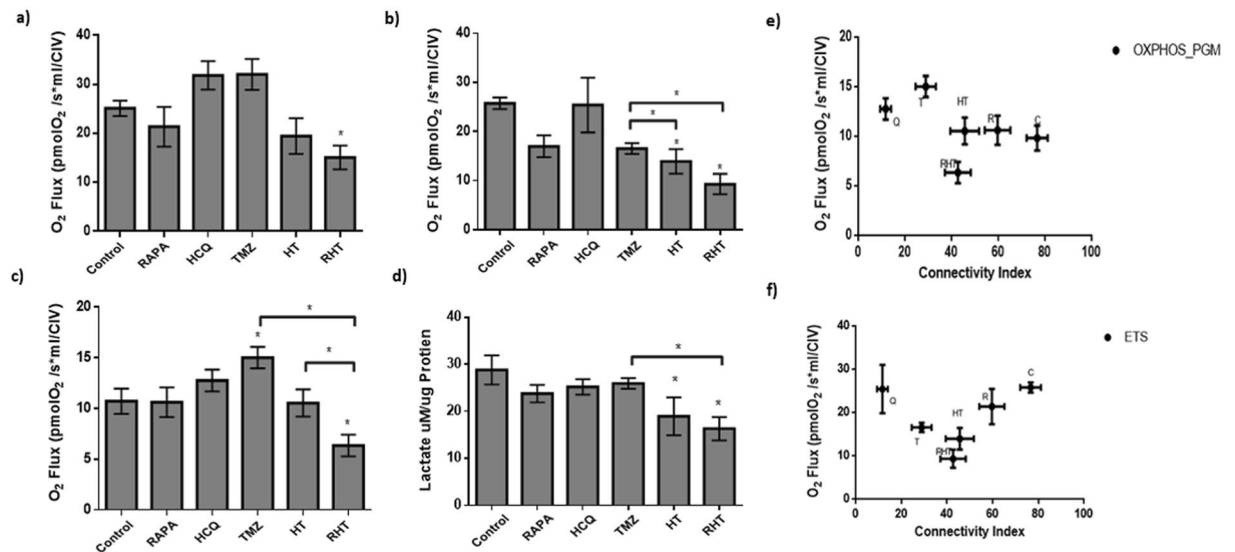 a)
O2 Flux (pmolO2 /s*ml/CIV)
40
30
20
10
0
*
Control
RAPA
HCQ
TMZ
HT
RHT
b)
O2 Flux (pmolO2 /s*ml/CIV)
40
30
20
10
0
*
*
*
*
Control
RAPA
HCQ
TMZ
HT
RHT
e)
O2 Flux (pmolO2 /s*ml/CIV)
20
15
10
5
0
Q
T
HT
RHT
R
C
0 20 40 60 80 100
Connectivity Index
OXPHOS_PGM
c)
O2 Flux (pmolO2 /s*ml/CIV)
20
15
10
5
0
*
*
*
*
Control
RAPA
HCQ
TMZ
HT
RHT
d)
Lactate uM/ug Protien
40
30
20
10
0
*
*
*
Control
RAPA
HCQ
TMZ
HT
RHT
f)
O2 Flux (pmolO2 /s*ml/CIV)
40
30
20
10
0
Q
T
HT
RHT
R
C
0 20 40 60 80 100
Connectivity Index
ETS